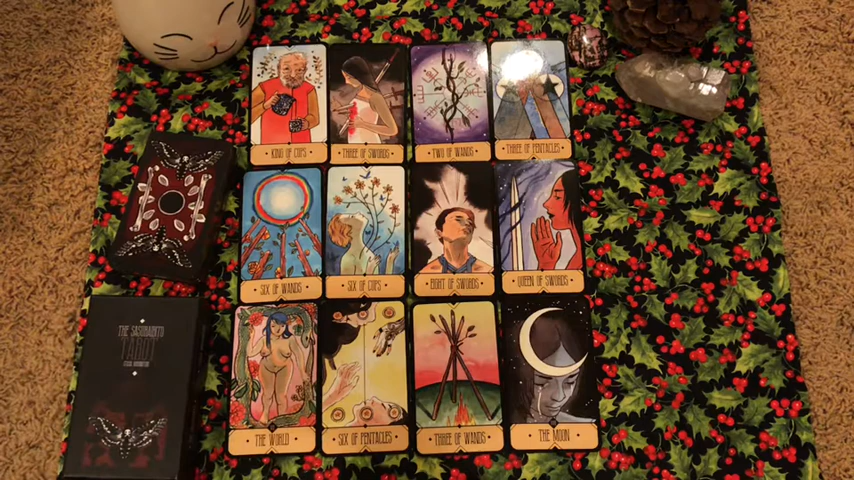 KING OF CUPS
THREE OF SWORDS
TWO OF WANDS
THREE OF PENTACLES
SIX OF WANDS
SIX OF CUPS
EIGHT OF SWORDS
QUEEN OF SWORDS
THE WORLD
SIX OF PENTACLES
THREE OF WANDS
THE MOON
THE SASURAIBITO
TAROT